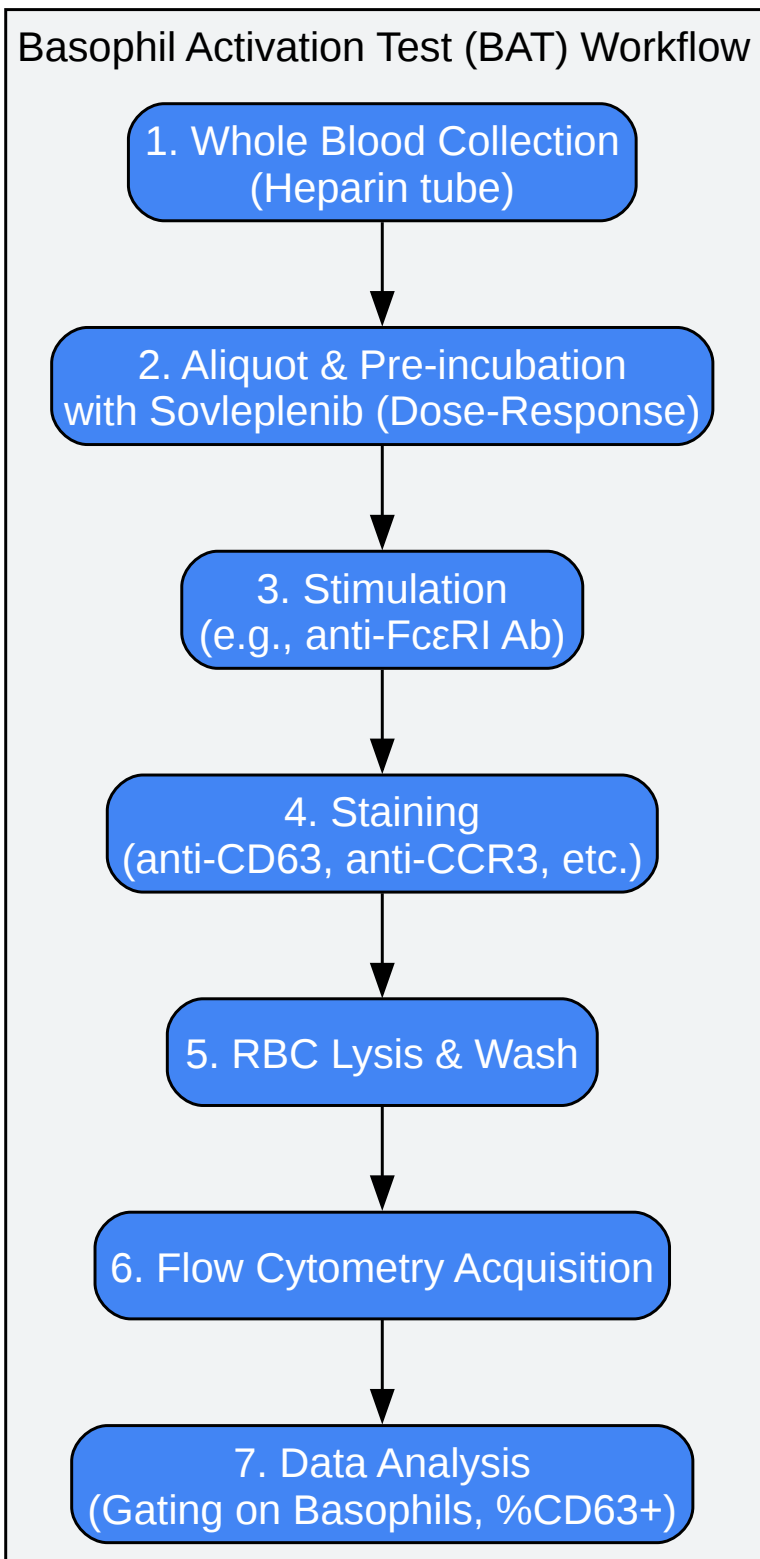 Basophil Activation Test (BAT) Workflow
1. Whole Blood Collection
(Heparin tube)
2. Aliquot & Pre-incubation
with Sovleplenib (Dose-Response)
3. Stimulation
(e.g., anti-FcεRI Ab)
4. Staining
(anti-CD63, anti-CCR3, etc.)
5. RBC Lysis & Wash
6. Flow Cytometry Acquisition
7. Data Analysis
(Gating on Basophils, %CD63+)